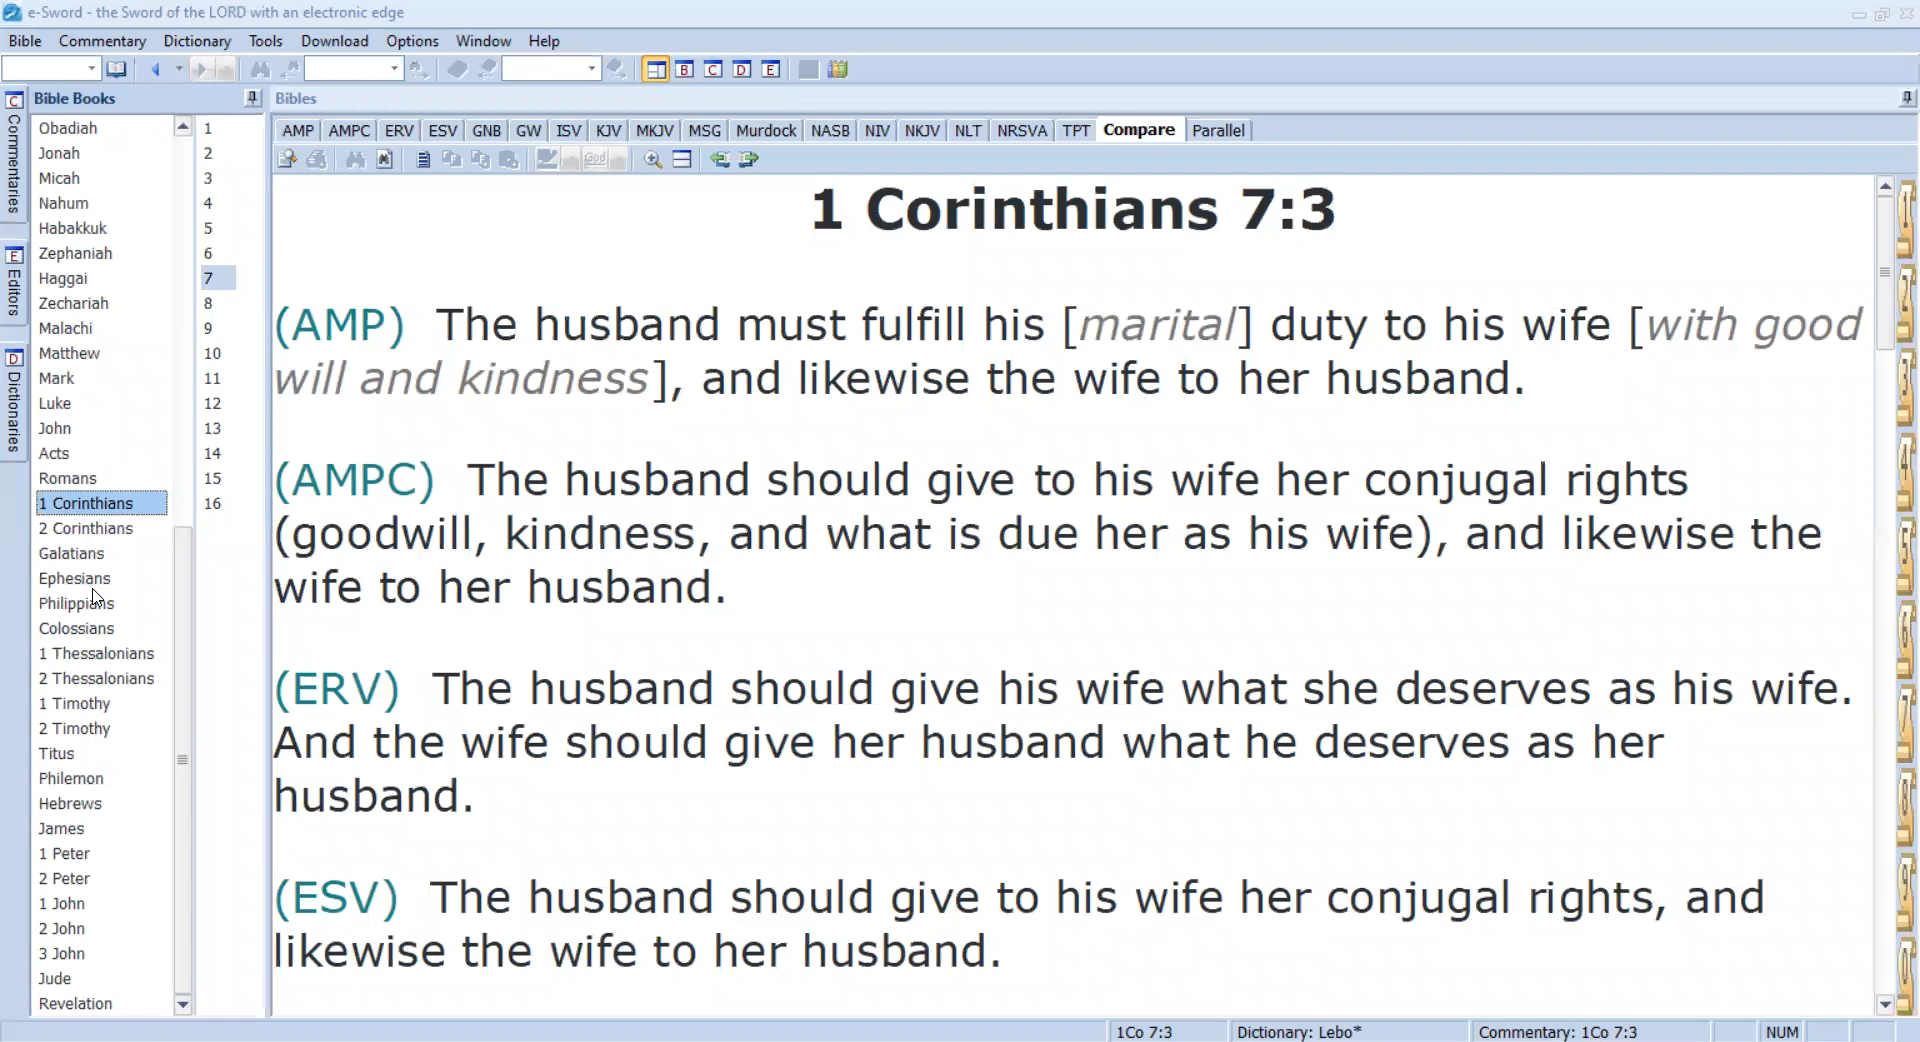 e-Sword - the Sword of the LORD with an electronic edge
Bible Commentary Dictionary Tools Download Options Window Help
B C D E
Bible Books
Bibles
C Commentaries
E Editors
D Dictionaries
Obadiah
Jonah
Micah
Nahum
Habakkuk
Zephaniah
Haggai
Zechariah
Malachi
Matthew
Mark
Luke
John
Acts
Romans
1 Corinthians
2 Corinthians
Galatians
Ephesians
Philippians
Colossians
1 Thessalonians
2 Thessalonians
1 Timothy
2 Timothy
Titus
Philemon
Hebrews
James
1 Peter
2 Peter
1 John
2 John
3 John
Jude
Revelation
1
2
3
4
5
6
7
8
9
10
11
12
13
14
15
16
AMP AMPC ERV ESV GNB GW ISV KJV MKJV MSG Murdock NASB NIV NKJV NLT NRSVA TPT Compare Parallel
God
1 Corinthians 7:3
(AMP) The husband must fulfill his [marital] duty to his wife [with good
will and kindness], and likewise the wife to her husband.
(AMPC) The husband should give to his wife her conjugal rights
(goodwill, kindness, and what is due her as his wife), and likewise the
wife to her husband.
(ERV) The husband should give his wife what she deserves as his wife.
And the wife should give her husband what he deserves as her
husband.
(ESV) The husband should give to his wife her conjugal rights, and
likewise the wife to her husband.
1Co 7:3 Dictionary: Lebo* Commentary: 1Co 7:3 NUM